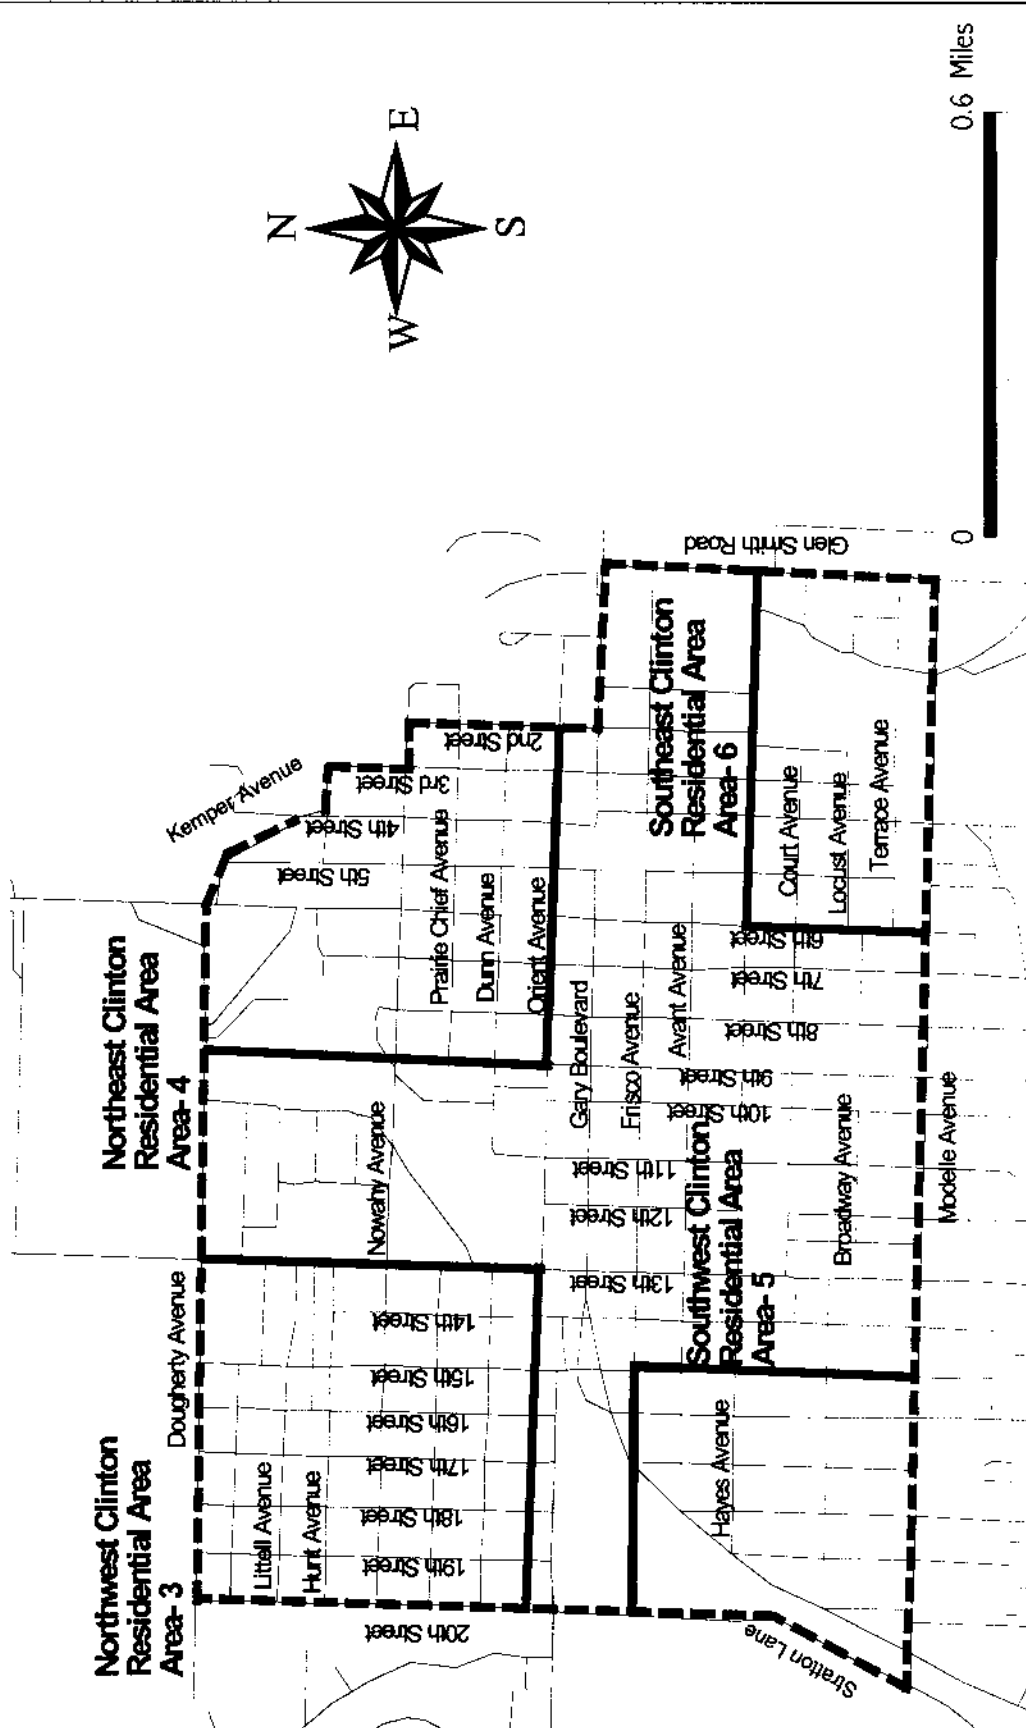 N
E
S
W
0.6 Miles
0
Northwest Clinton
Residential Area
Area- 3
Northeast Clinton
Residential Area
Area- 4
Southwest Clinton
Residential Area
Area- 5
Southeast Clinton
Residential Area
Area- 6
Dougherty Avenue
Kemper Avenue
Littell Avenue
Hunt Avenue
Nowahy Avenue
Prairie Chief Avenue
Dunn Avenue
Orient Avenue
Gary Boulevard
Frisco Avenue
Avant Avenue
Hayes Avenue
Broadway Avenue
Modelle Avenue
Court Avenue
Locust Avenue
Terrace Avenue
Stratton Lane
Glen Smith Road
20th Street
19th Street
18th Street
17th Street
16th Street
15th Street
14th Street
13th Street
12th Street
11th Street
10th Street
9th Street
8th Street
7th Street
6th Street
5th Street
4th Street
3rd Street
2nd Street